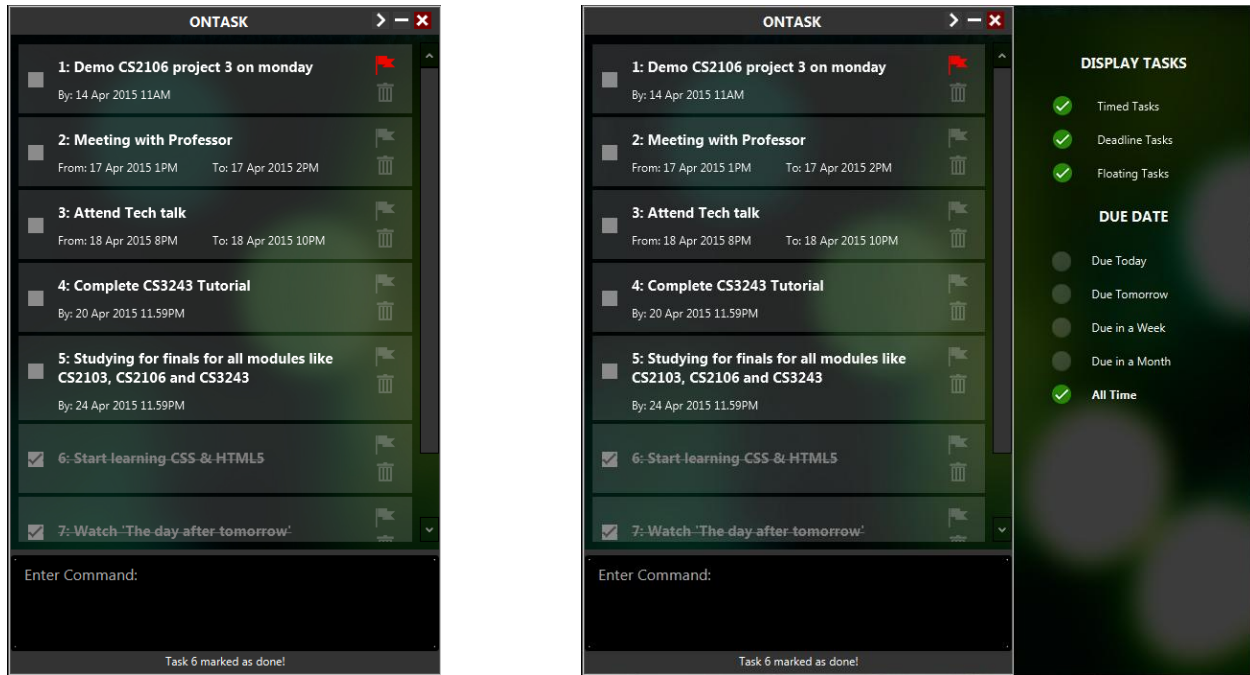 ONTASK
1: Demo CS2106 project 3 on monday
By: 14 Apr 2015 11AM
2: Meeting with Professor
From: 17 Apr 2015 1PM To: 17 Apr 2015 2PM
3: Attend Tech talk
From: 18 Apr 2015 8PM To: 18 Apr 2015 10PM
4: Complete CS3243 Tutorial
By: 20 Apr 2015 11.59PM
5: Studying for finals for all modules like
CS2103, CS2106 and CS3243
By: 24 Apr 2015 11.59PM
6: Start learning CSS & HTML5
7: Watch 'The day after tomorrow'
Enter Command:
Task 6 marked as done!
ONTASK
1: Demo CS2106 project 3 on monday
By: 14 Apr 2015 11AM
2: Meeting with Professor
From: 17 Apr 2015 1PM To: 17 Apr 2015 2PM
3: Attend Tech talk
From: 18 Apr 2015 8PM To: 18 Apr 2015 10PM
4: Complete CS3243 Tutorial
By: 20 Apr 2015 11.59PM
5: Studying for finals for all modules like
CS2103, CS2106 and CS3243
By: 24 Apr 2015 11.59PM
6: Start learning CSS & HTML5
7: Watch 'The day after tomorrow'
Enter Command:
Task 6 marked as done!
DISPLAY TASKS
Timed Tasks
Deadline Tasks
Floating Tasks
DUE DATE
Due Today
Due Tomorrow
Due in a Week
Due in a Month
All Time